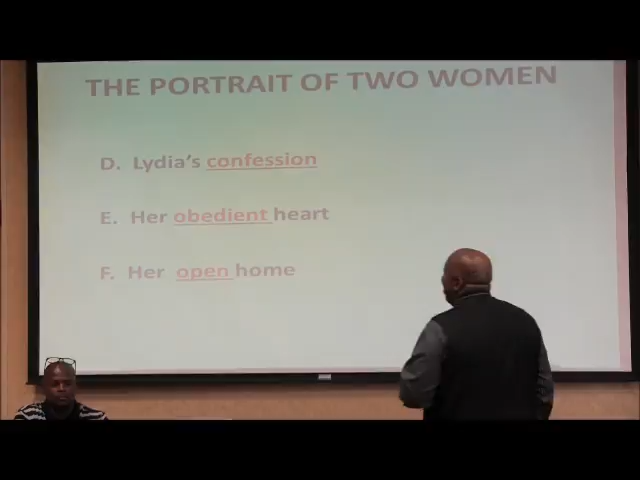 THE PORTRAIT OF TWO WOMEN
D. Lydia's confession
E. Her obedient heart
F. Her open home